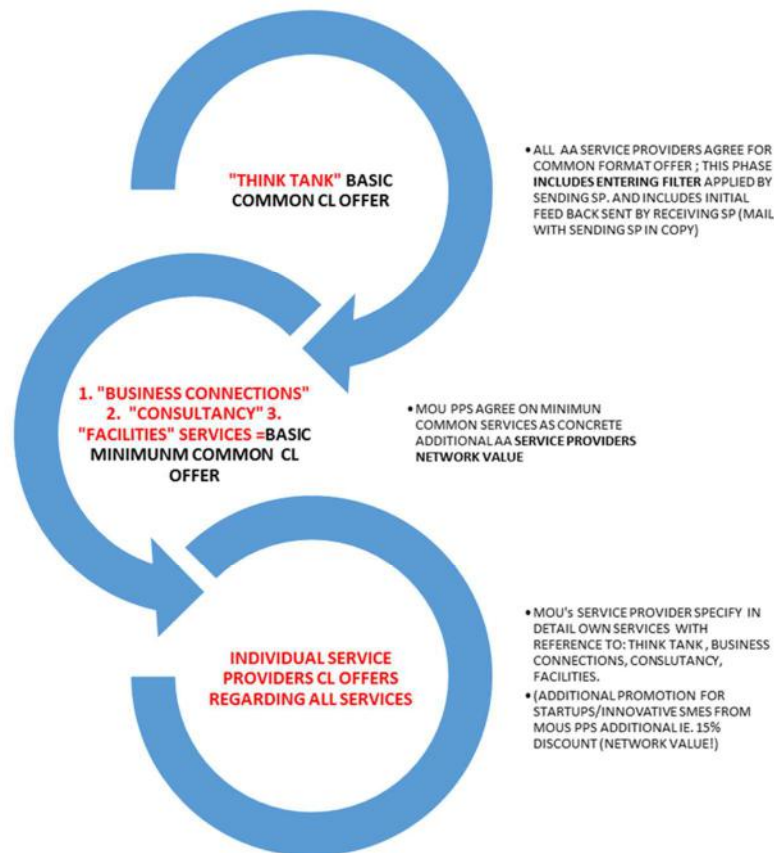 "THINK TANK" BASIC
COMMON CL OFFER
• ALL AA SERVICE PROVIDERS AGREE FOR
COMMON FORMAT OFFER ; THIS PHASE
INCLUDES ENTERING FILTER APPLIED BY
SENDING SP. AND INCLUDES INITIAL
FEED BACK SENT BY RECEIVING SP (MAIL
WITH SENDING SP IN COPY)
1. "BUSINESS CONNECTIONS"
2. "CONSULTANCY" 3.
"FACILITIES" SERVICES =BASIC
MINIMUNM COMMON CL
OFFER
• MOU PPS AGREE ON MINIMUN
COMMON SERVICES AS CONCRETE
ADDITIONAL AA SERVICE PROVIDERS
NETWORK VALUE
INDIVIDUAL SERVICE
PROVIDERS CL OFFERS
REGARDING ALL SERVICES
• MOU's SERVICE PROVIDER SPECIFY IN
DETAIL OWN SERVICES WITH
REFERENCE TO: THINK TANK , BUSINESS
CONNECTIONS, CONSLUTANCY,
FACILITIES.
• (ADDITIONAL PROMOTION FOR
STARTUPS/INNOVATIVE SMES FROM
MOUS PPS ADDITIONAL IE. 15%
DISCOUNT (NETWORK VALUE!)